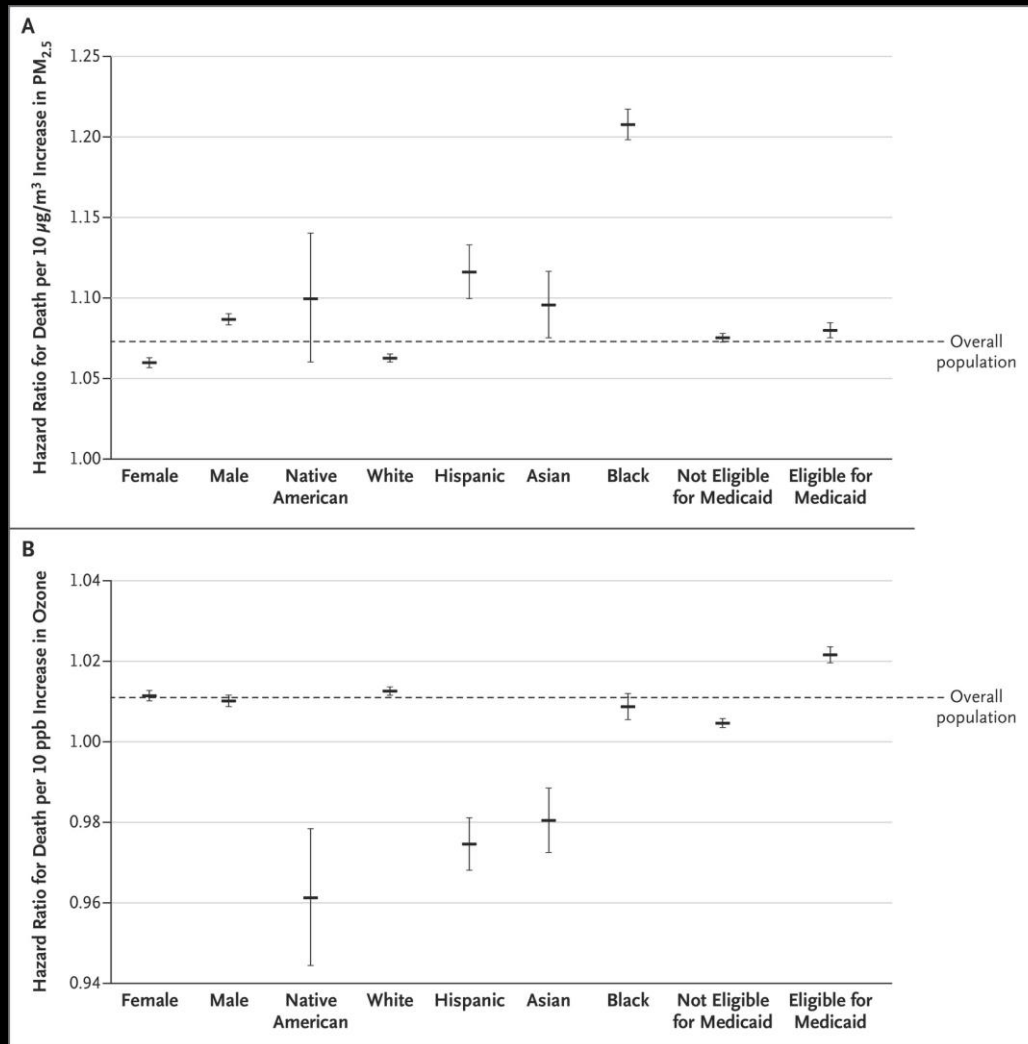 A
Hazard Ratio for Death per 10 μg/m³ Increase in PM₂.₅
1.25
1.20
1.15
1.10
1.05
1.00
Overall
population
Female Male Native White Hispanic Asian Black Not Eligible Eligible for
American for Medicaid Medicaid
B
Hazard Ratio for Death per 10 ppb Increase in Ozone
1.04
1.02
1.00
0.98
0.96
0.94
Overall
population
Female Male Native White Hispanic Asian Black Not Eligible Eligible for
American for Medicaid Medicaid